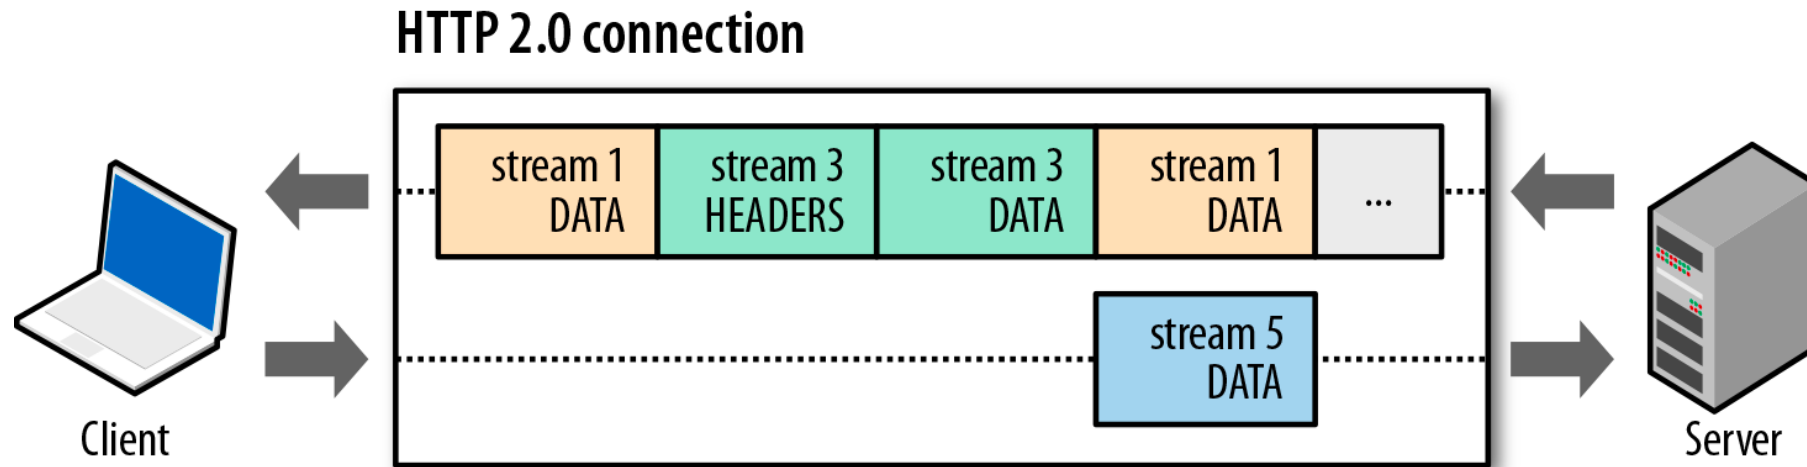 HTTP 2.0 connection
stream 1
DATA
stream 3
HEADERS
stream 3
DATA
stream 1
DATA
...
stream 5
DATA
Client
Server